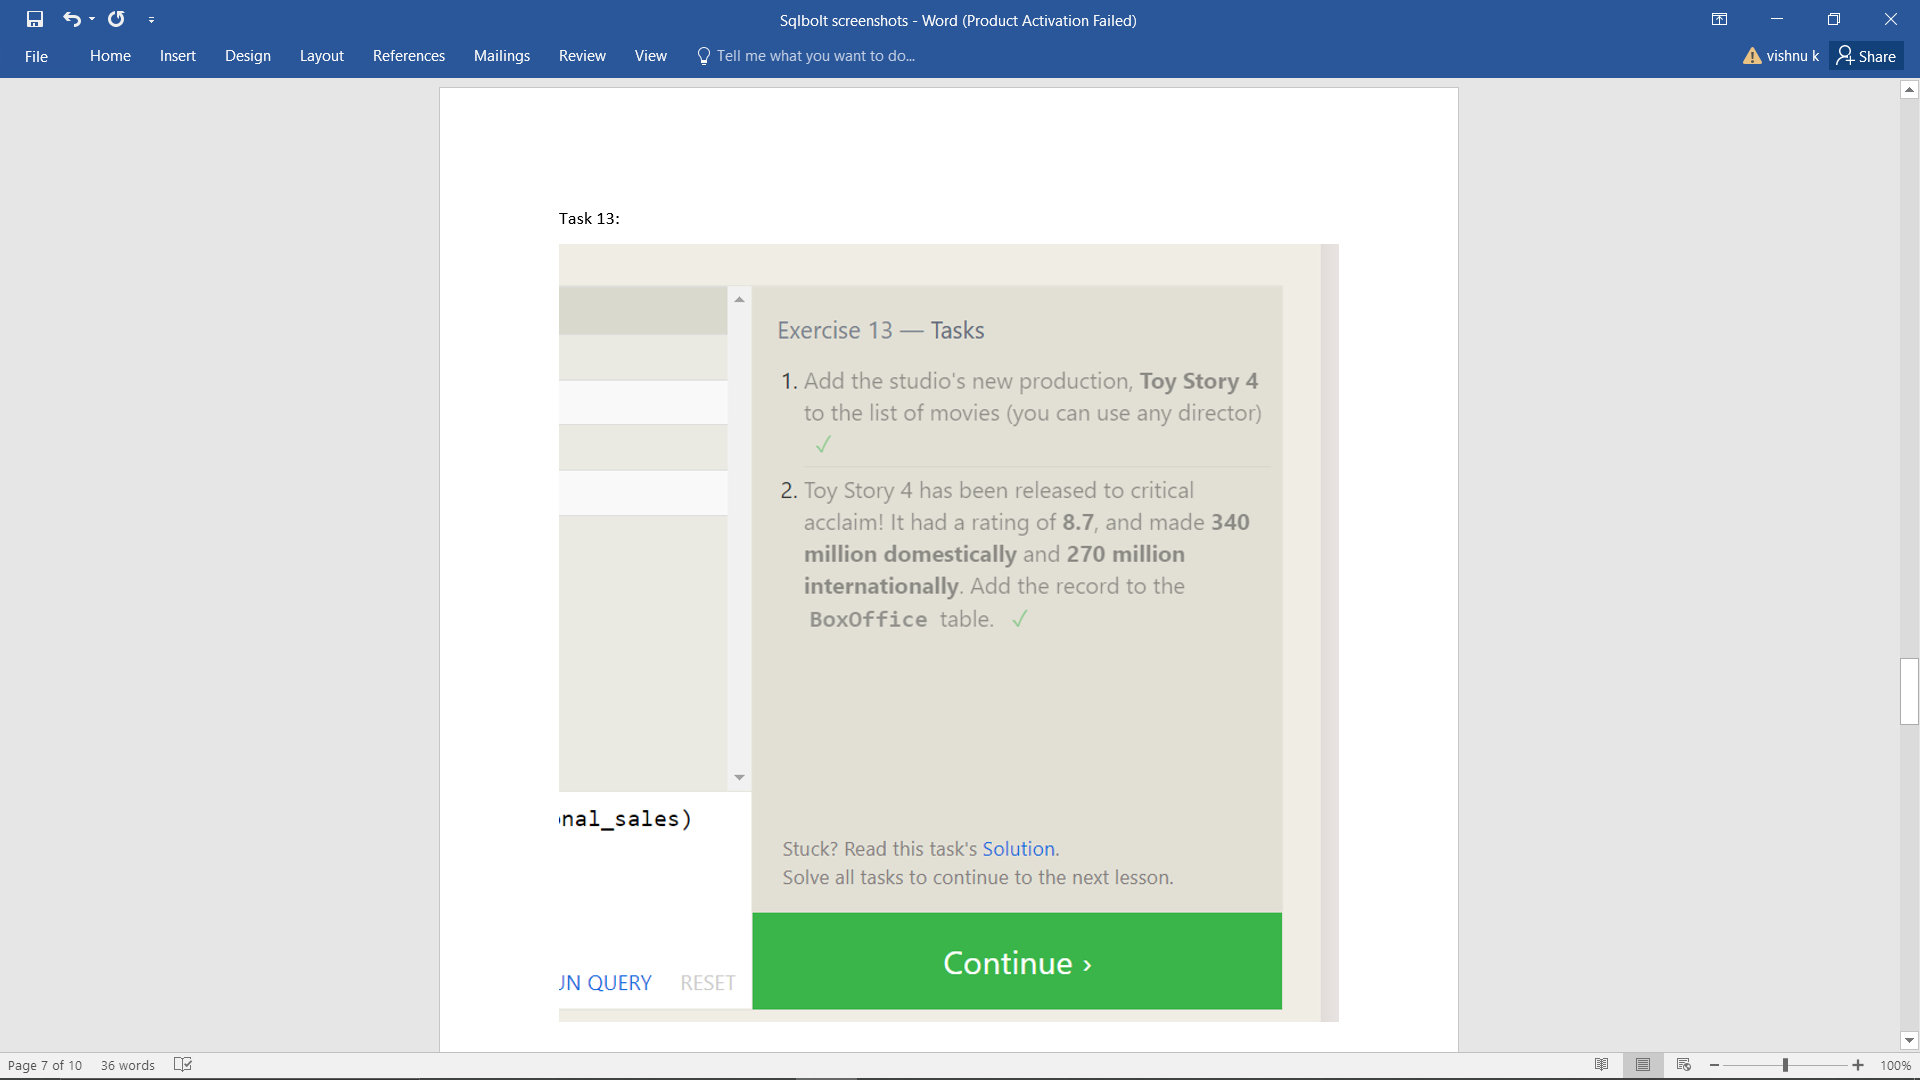 Sqlbolt screenshots - Word (Product Activation Failed)
File Home Insert Design Layout References Mailings Review View Tell me what you want to do... vishnu k Share
Task 13:
Exercise 13 — Tasks
1. Add the studio's new production, Toy Story 4
to the list of movies (you can use any director)
✓
2. Toy Story 4 has been released to critical
acclaim! It had a rating of 8.7, and made 340
million domestically and 270 million
internationally. Add the record to the
BoxOffice table. ✓
nal_sales)
Stuck? Read this task's Solution.
Solve all tasks to continue to the next lesson.
Continue ›
UN QUERY RESET
Page 7 of 10 36 words 100%